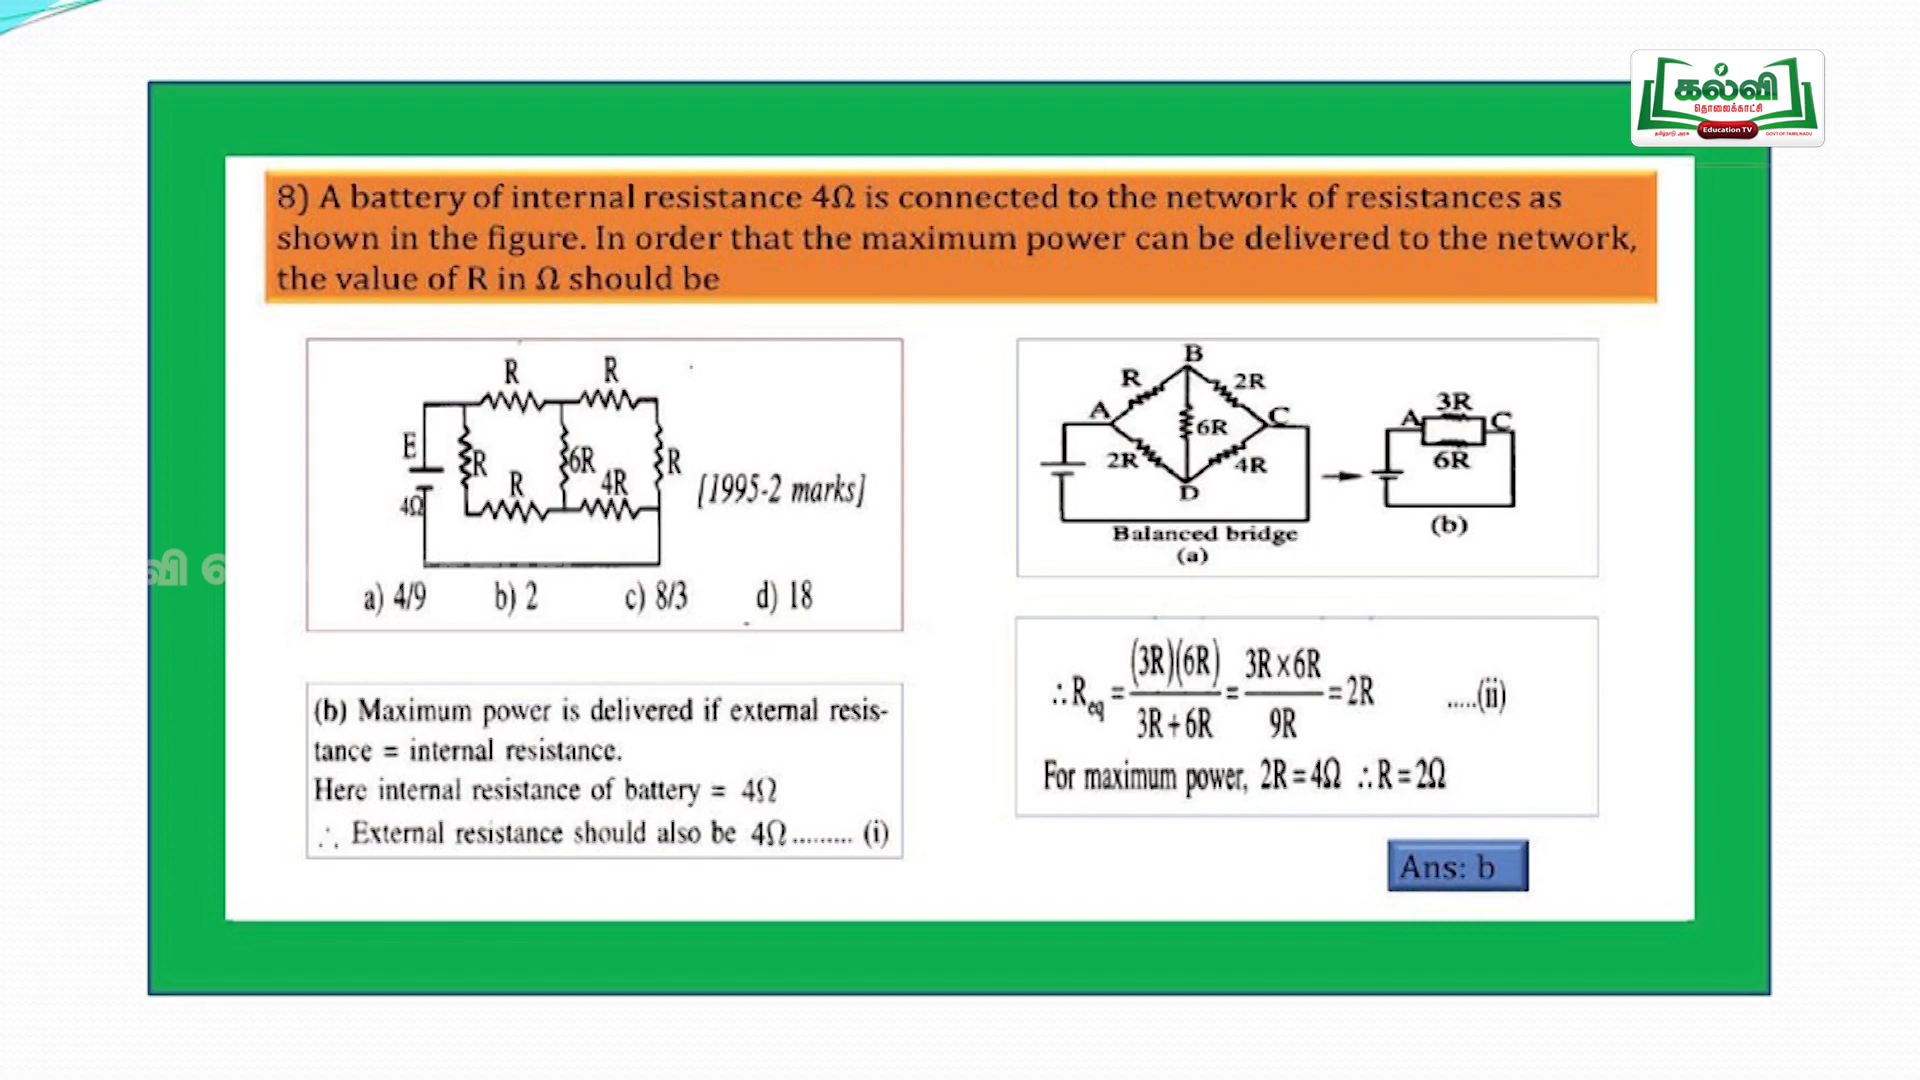 கல்வி
தொலைக்காட்சி
தமிழ்நாடு அரசு Education TV GOVT OF TAMILNADU
8) A battery of internal resistance 4Ω is connected to the network of resistances as
shown in the figure. In order that the maximum power can be delivered to the network,
the value of R in Ω should be
R R
E R 6R R
R 4R
4Ω
[1995-2 marks]
a) 4/9 b) 2 c) 8/3 d) 18
B
R 2R
A 6R C
2R 4R
D
Balanced bridge
(a)
3R
A C
6R
(b)
(b) Maximum power is delivered if external resis-
tance = internal resistance.
Here internal resistance of battery = 4Ω
∴ External resistance should also be 4Ω ......... (i)
∴ Req = (3R)(6R) / 3R+6R = 3R×6R / 9R = 2R .....(ii)
For maximum power, 2R=4Ω ∴R=2Ω
Ans: b